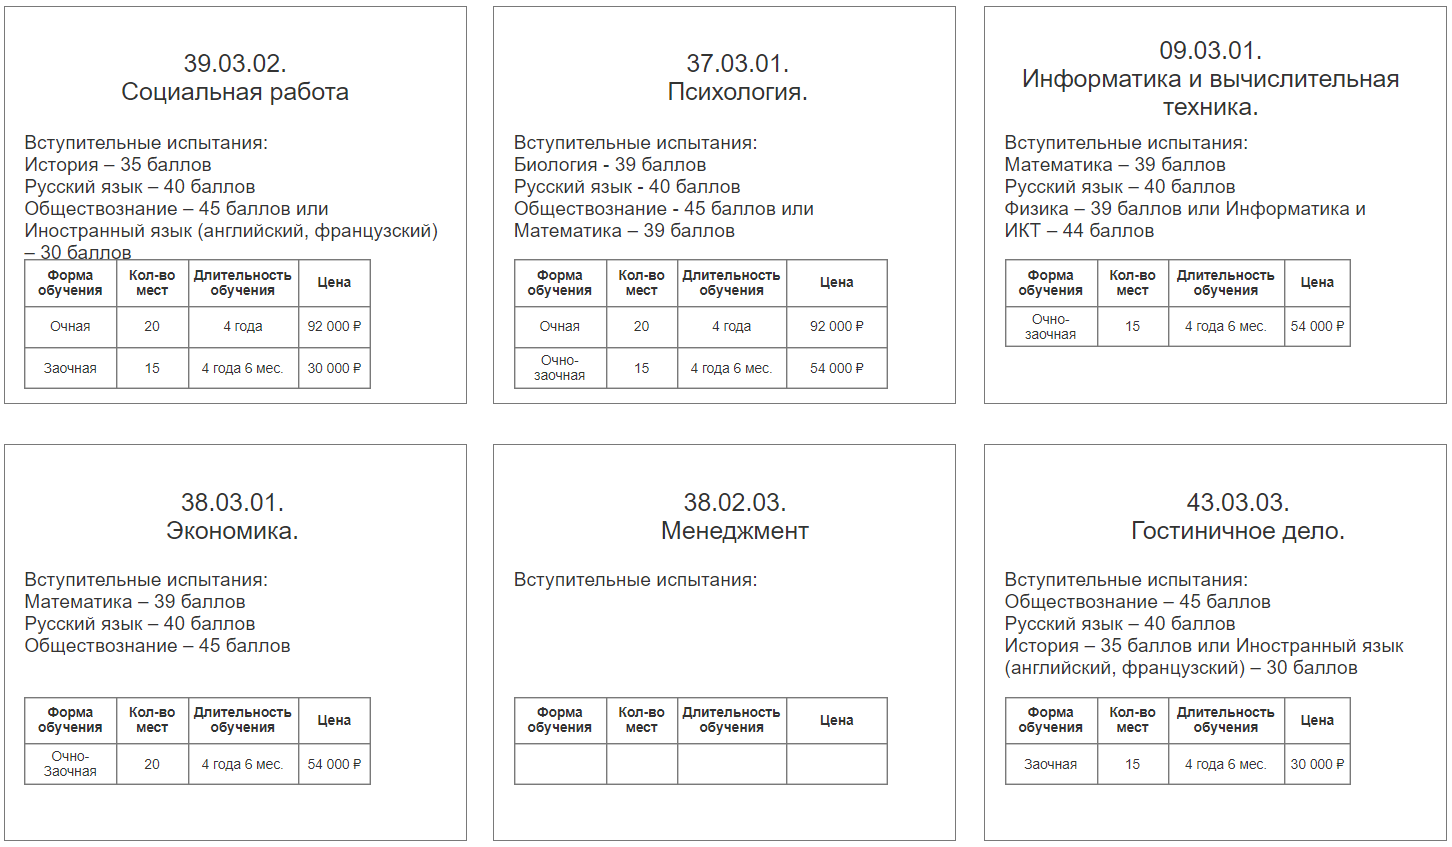 39.03.02.
Социальная работа
Вступительные испытания:
История – 35 баллов
Русский язык – 40 баллов
Обществознание – 45 баллов или
Иностранный язык (английский, французский)
– 30 баллов
Форма обучения Кол-во мест Длительность обучения Цена
Очная 20 4 года 92 000 ₽
Заочная 15 4 года 6 мес. 30 000 ₽
37.03.01.
Психология.
Вступительные испытания:
Биология - 39 баллов
Русский язык - 40 баллов
Обществознание - 45 баллов или
Математика – 39 баллов
Форма обучения Кол-во мест Длительность обучения Цена
Очная 20 4 года 92 000 ₽
Очно-заочная 15 4 года 6 мес. 54 000 ₽
09.03.01.
Информатика и вычислительная
техника.
Вступительные испытания:
Математика – 39 баллов
Русский язык – 40 баллов
Физика – 39 баллов или Информатика и
ИКТ – 44 баллов
Форма обучения Кол-во мест Длительность обучения Цена
Очно-заочная 15 4 года 6 мес. 54 000 ₽
38.03.01.
Экономика.
Вступительные испытания:
Математика – 39 баллов
Русский язык – 40 баллов
Обществознание – 45 баллов
Форма обучения Кол-во мест Длительность обучения Цена
Очно-Заочная 20 4 года 6 мес. 54 000 ₽
38.02.03.
Менеджмент
Вступительные испытания:
Форма обучения Кол-во мест Длительность обучения Цена
43.03.03.
Гостиничное дело.
Вступительные испытания:
Обществознание – 45 баллов
Русский язык – 40 баллов
История – 35 баллов или Иностранный язык
(английский, французский) – 30 баллов
Форма обучения Кол-во мест Длительность обучения Цена
Заочная 15 4 года 6 мес. 30 000 ₽